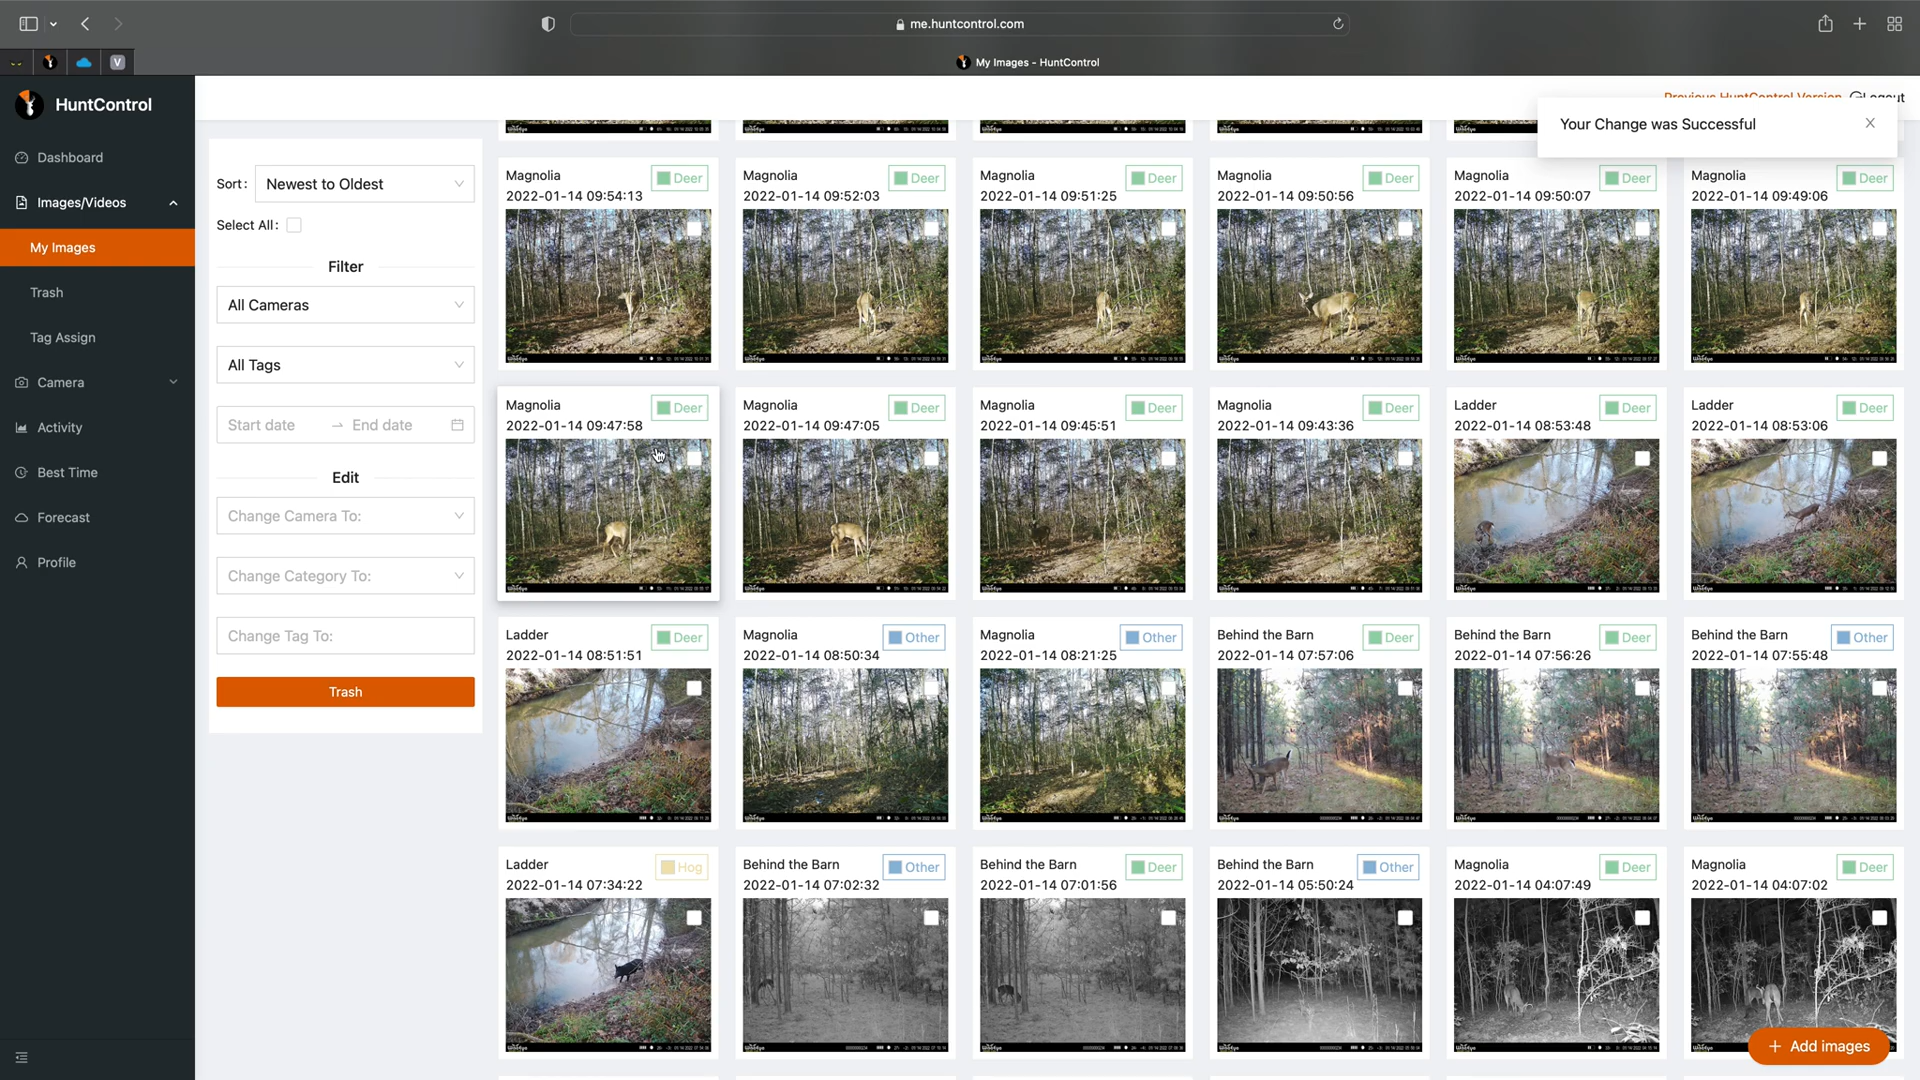 me.huntcontrol.com
V
My Images - HuntControl
HuntControl
Previous HuntControl Version Logout
Your Change was Successful
Dashboard
Images/Videos
My Images
Trash
Tag Assign
Camera
Activity
Best Time
Forecast
Profile
Sort: Newest to Oldest
Select All:
Filter
All Cameras
All Tags
Start date → End date
Edit
Change Camera To:
Change Category To:
Change Tag To:
Trash
Magnolia Deer
2022-01-14 09:54:13
Magnolia Deer
2022-01-14 09:52:03
Magnolia Deer
2022-01-14 09:51:25
Magnolia Deer
2022-01-14 09:50:56
Magnolia Deer
2022-01-14 09:50:07
Magnolia Deer
2022-01-14 09:49:06
Magnolia Deer
2022-01-14 09:47:58
Magnolia Deer
2022-01-14 09:47:05
Magnolia Deer
2022-01-14 09:45:51
Magnolia Deer
2022-01-14 09:43:36
Ladder Deer
2022-01-14 08:53:48
Ladder Deer
2022-01-14 08:53:06
Ladder Deer
2022-01-14 08:51:51
Magnolia Other
2022-01-14 08:50:34
Magnolia Other
2022-01-14 08:21:25
Behind the Barn Deer
2022-01-14 07:57:06
Behind the Barn Deer
2022-01-14 07:56:26
Behind the Barn Other
2022-01-14 07:55:48
Ladder Hog
2022-01-14 07:34:22
Behind the Barn Other
2022-01-14 07:02:32
Behind the Barn Deer
2022-01-14 07:01:56
Behind the Barn Other
2022-01-14 05:50:24
Magnolia Deer
2022-01-14 04:07:49
Magnolia Deer
2022-01-14 04:07:02
+ Add images